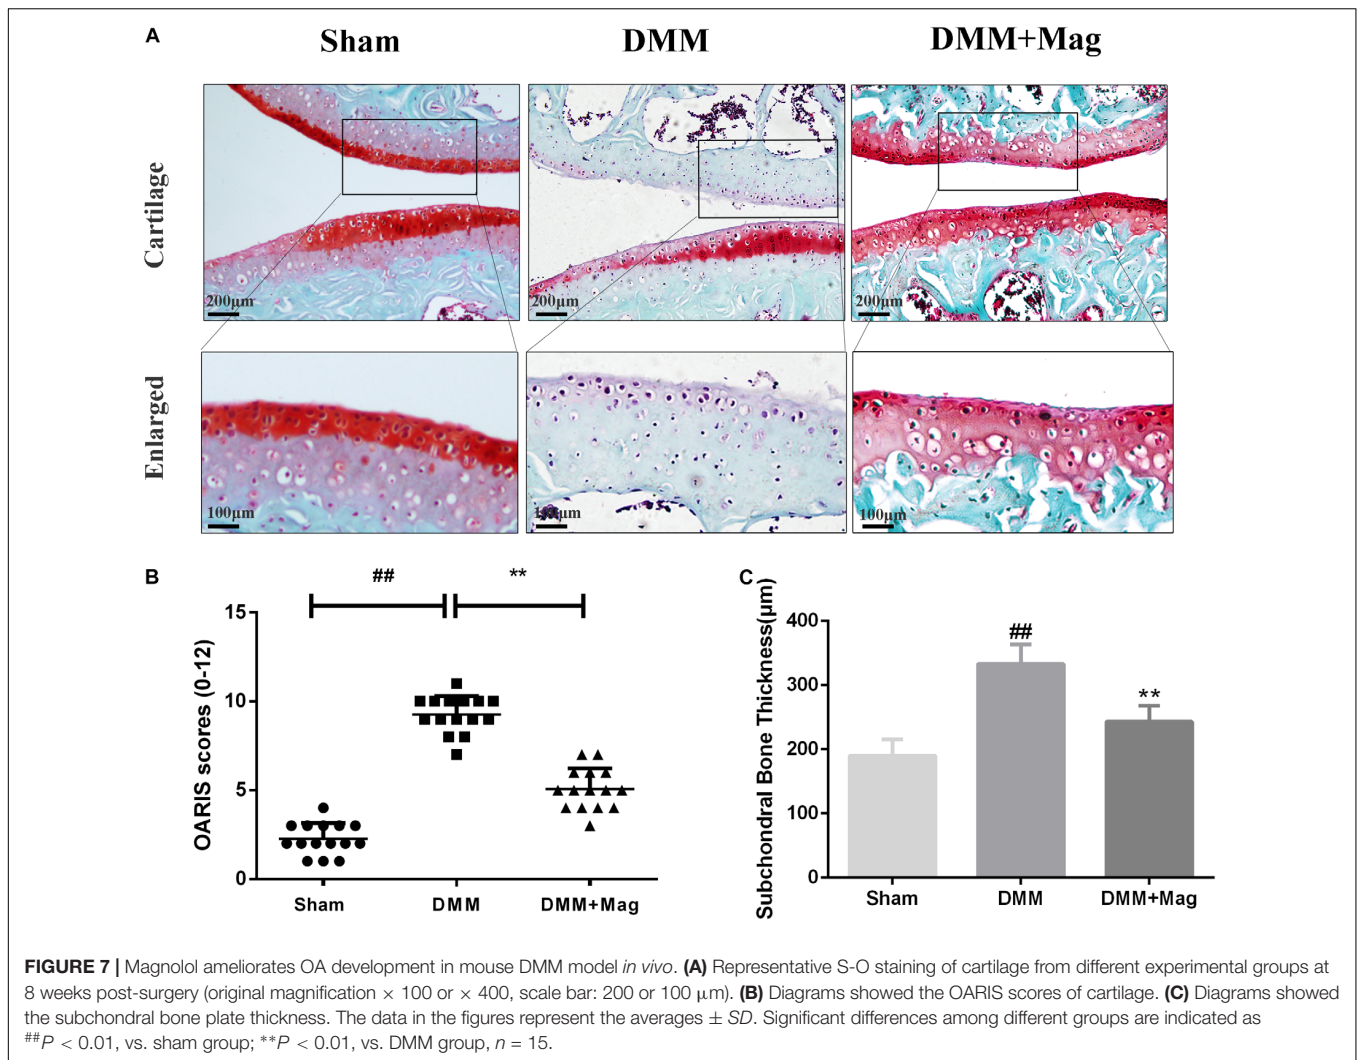 A
Sham
DMM
DMM+Mag
Cartilage
200µm
200µm
200µm
Enlarged
100µm
100µm
100µm
B
##
**
OARIS scores (0-12)
15
10
5
0
Sham
DMM
DMM+Mag
C
Subchondral Bone Thickness(µm)
400
300
200
100
0
##
**
Sham
DMM
DMM+Mag
FIGURE 7 | Magnolol ameliorates OA development in mouse DMM model in vivo. (A) Representative S-O staining of cartilage from different experimental groups at
8 weeks post-surgery (original magnification × 100 or × 400, scale bar: 200 or 100 µm). (B) Diagrams showed the OARIS scores of cartilage. (C) Diagrams showed
the subchondral bone plate thickness. The data in the figures represent the averages ± SD. Significant differences among different groups are indicated as
##P < 0.01, vs. sham group; **P < 0.01, vs. DMM group, n = 15.